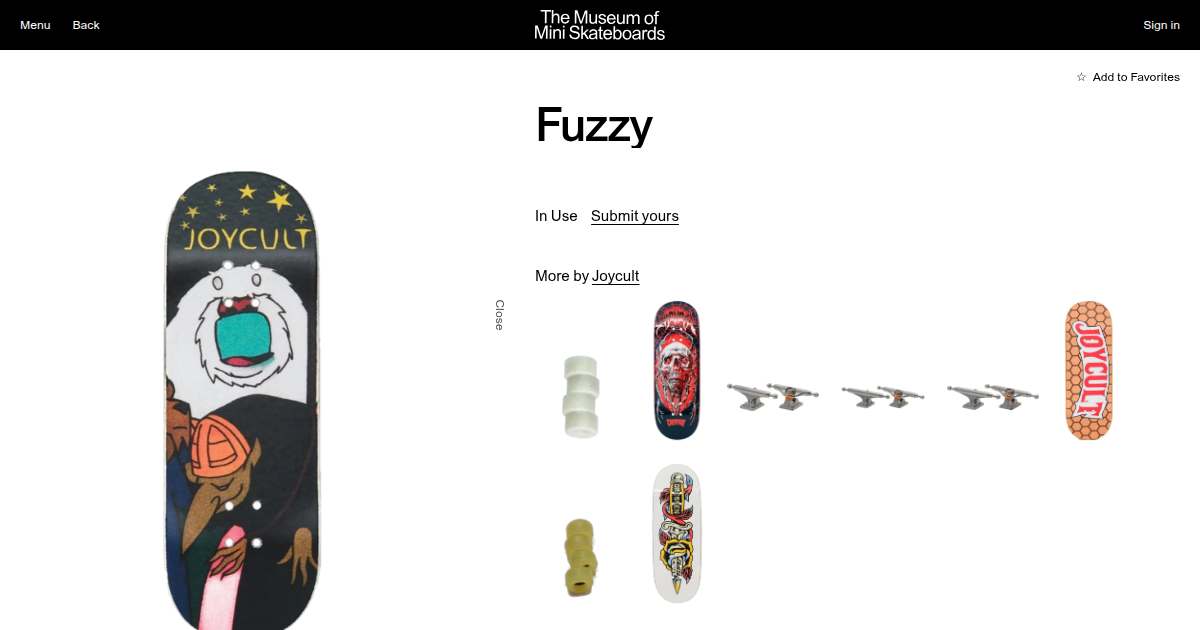 Menu
Back
The Museum of
Mini Skateboards
Sign in
☆ Add to Favorites
Fuzzy
JOYCULT
In Use
Submit yours
More by Joycult
Close
JOYCULT